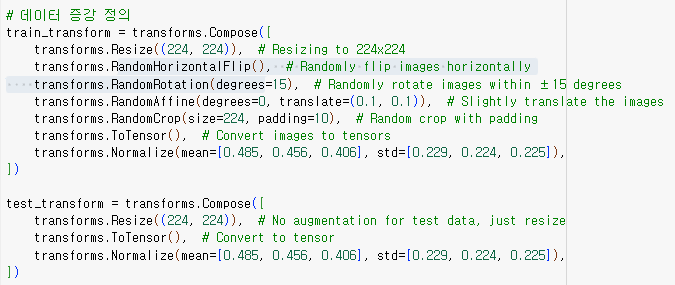 # 데이터 증강 정의
train_transform = transforms.Compose([
    transforms.Resize((224, 224)),  # Resizing to 224x224
    transforms.RandomHorizontalFlip(),  # Randomly flip images horizontally
    transforms.RandomRotation(degrees=15),  # Randomly rotate images within ±15 degrees
    transforms.RandomAffine(degrees=0, translate=(0.1, 0.1)),  # Slightly translate the images
    transforms.RandomCrop(size=224, padding=10),  # Random crop with padding
    transforms.ToTensor(),  # Convert images to tensors
    transforms.Normalize(mean=[0.485, 0.456, 0.406], std=[0.229, 0.224, 0.225]),
])
test_transform = transforms.Compose([
    transforms.Resize((224, 224)),  # No augmentation for test data, just resize
    transforms.ToTensor(),  # Convert to tensor
    transforms.Normalize(mean=[0.485, 0.456, 0.406], std=[0.229, 0.224, 0.225]),
])